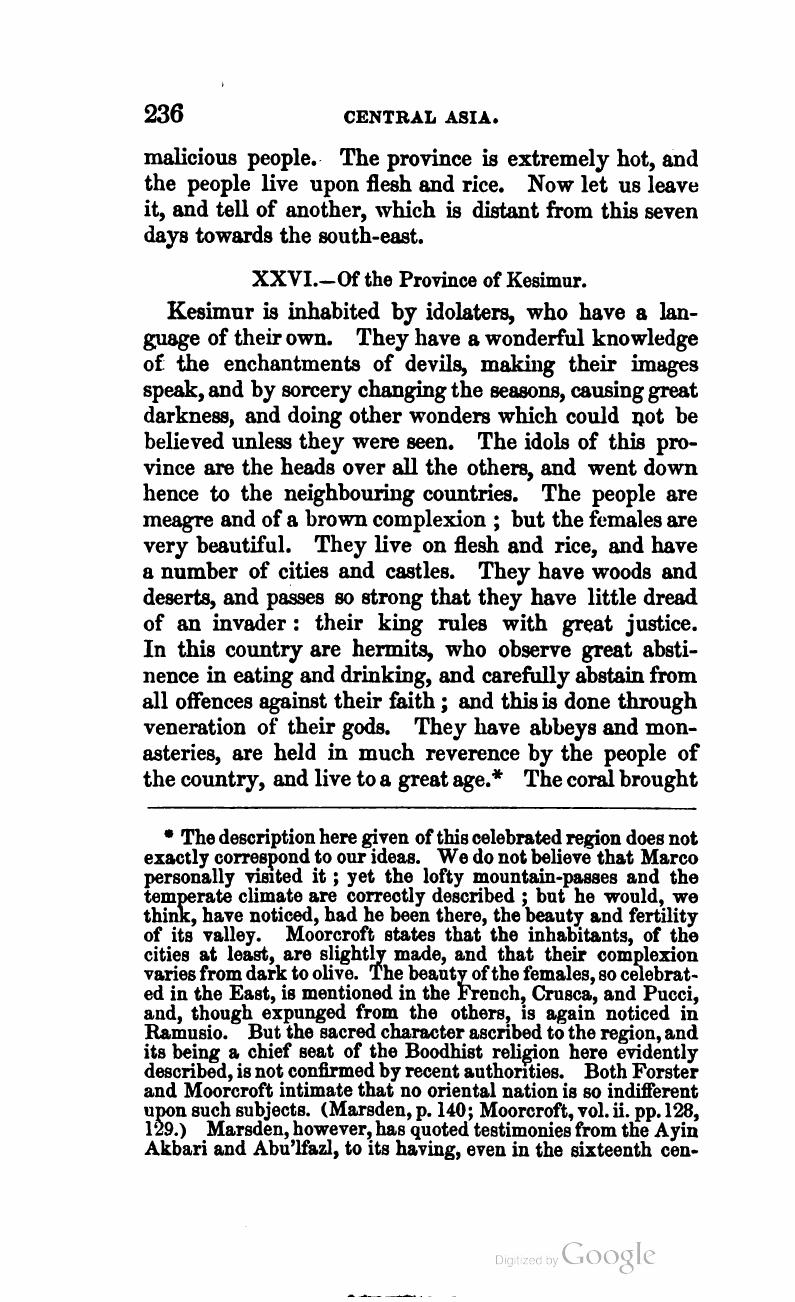 236 CENTRAL ASIA.
malicious people. The province is extremely hot, and
the people live upon flesh and rice. Now let us leave
it, and tell of another, which is distant from this seven
days towards the south-east.
XXVI.—Of the Province of Kesimur.
Kesimur is inhabited by idolaters, who have a lan-
guage of their own. They have a wonderful knowledge
of the enchantments of devils, making their images
speak, and by sorcery changing the seasons, causing great
darkness, and doing other wonders which could not be
believed unless they were seen. The idols of this pro-
vince are the heads over all the others, and went down
hence to the neighbouring countries. The people are
meagre and of a brown complexion ; but the females are
very beautiful. They live on flesh and rice, and have
a number of cities and castles. They have woods and
deserts, and passes so strong that they have little dread
of an invader : their king rules with great justice.
In this country are hermits, who observe great absti-
nence in eating and drinking, and carefully abstain from
all offences against their faith ; and this is done through
veneration of their gods. They have abbeys and mon-
asteries, are held in much reverence by the people of
the country, and live to a great age.* The coral brought
* The description here given of this celebrated region does not
exactly correspond to our ideas. We do not believe that Marco
personally visited it ; yet the lofty mountain-passes and the
temperate climate are correctly described ; but he would, we
think, have noticed, had he been there, the beauty and fertility
of its valley. Moorcroft states that the inhabitants, of the
cities at least, are slightly made, and that their complexion
varies from dark to olive. The beauty of the females, so celebrat-
ed in the East, is mentioned in the French, Crusca, and Pucci,
and, though expunged from the others, is again noticed in
Ramusio. But the sacred character ascribed to the region, and
its being a chief seat of the Boodhist religion here evidently
described, is not confirmed by recent authorities. Both Forster
and Moorcroft intimate that no oriental nation is so indifferent
upon such subjects. (Marsden, p. 140; Moorcroft, vol. ii. pp. 128,
129.) Marsden, however, has quoted testimonies from the Ayin
Akbari and Abu'lfazl, to its having, even in the sixteenth cen-
Digitized by Google